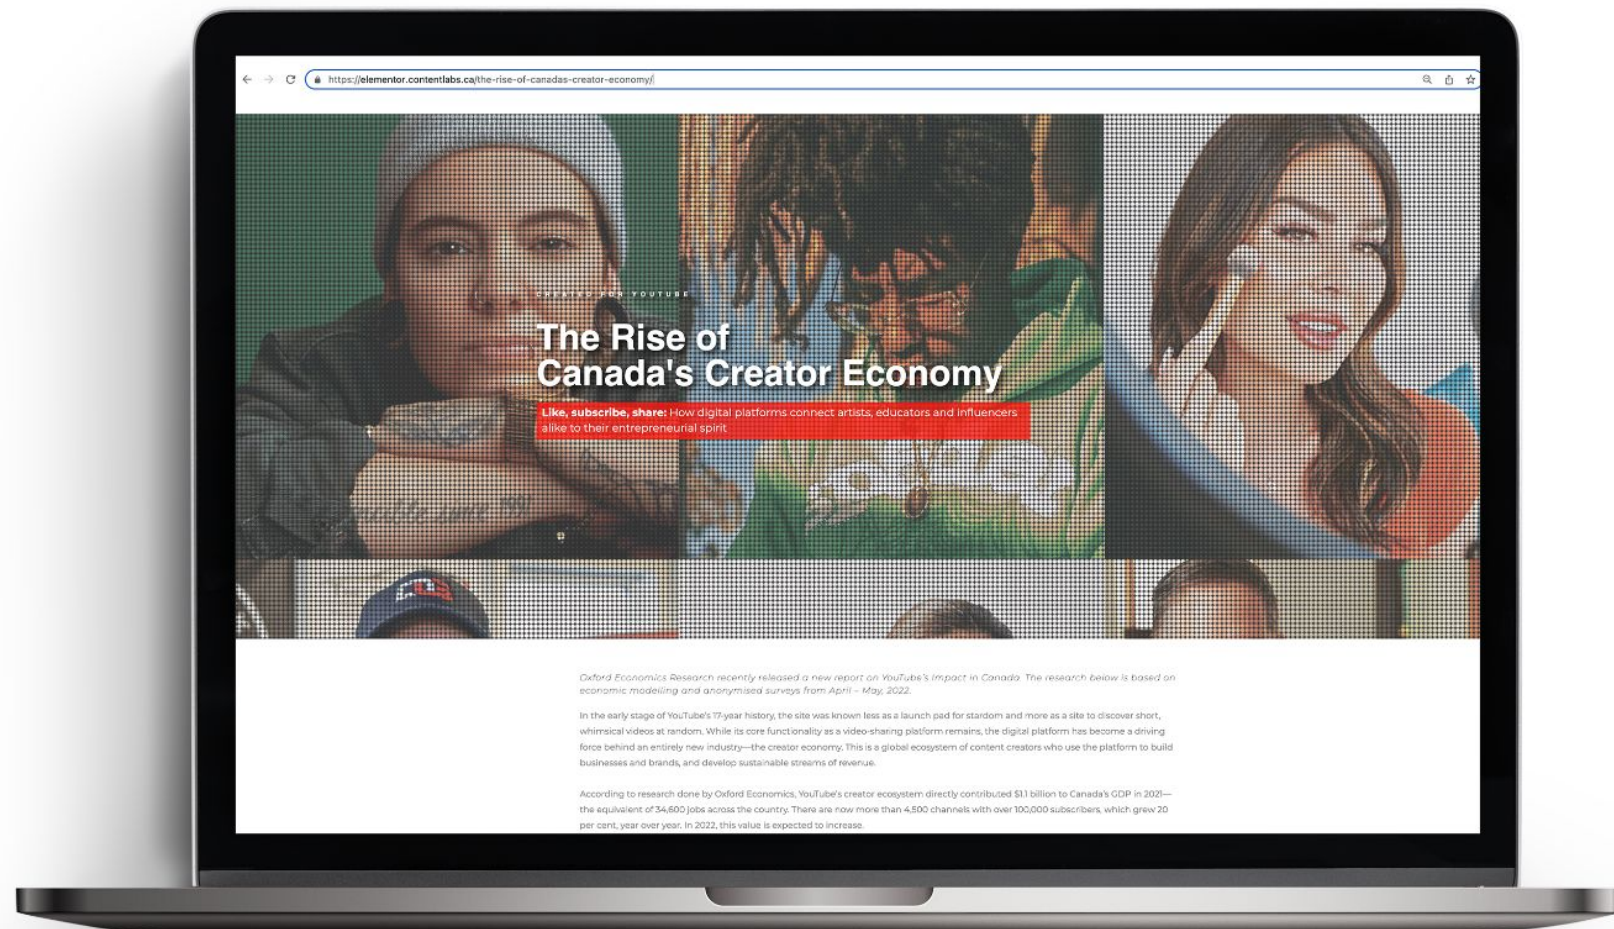 https://elementor.contentlabs.ca/the-rise-of-canadas-creator-economy/
CREATED FOR YOUTUBE
The Rise of
Canada's Creator Economy
Like, subscribe, share: How digital platforms connect artists, educators and influencers
alike to their entrepreneurial spirit
since 1991
Oxford Economics Research recently released a new report on YouTube's Impact in Canada. The research below is based on
economic modelling and anonymised surveys from April – May, 2022.
In the early stage of YouTube's 17-year history, the site was known less as a launch pad for stardom and more as a site to discover short,
whimsical videos at random. While its core functionality as a video-sharing platform remains, the digital platform has become a driving
force behind an entirely new industry—the creator economy. This is a global ecosystem of content creators who use the platform to build
businesses and brands, and develop sustainable streams of revenue.
According to research done by Oxford Economics, YouTube's creator ecosystem directly contributed $1.1 billion to Canada's GDP in 2021—
the equivalent of 34,600 jobs across the country. There are now more than 4,500 channels with over 100,000 subscribers, which grew 20
per cent, year over year. In 2022, this value is expected to increase.